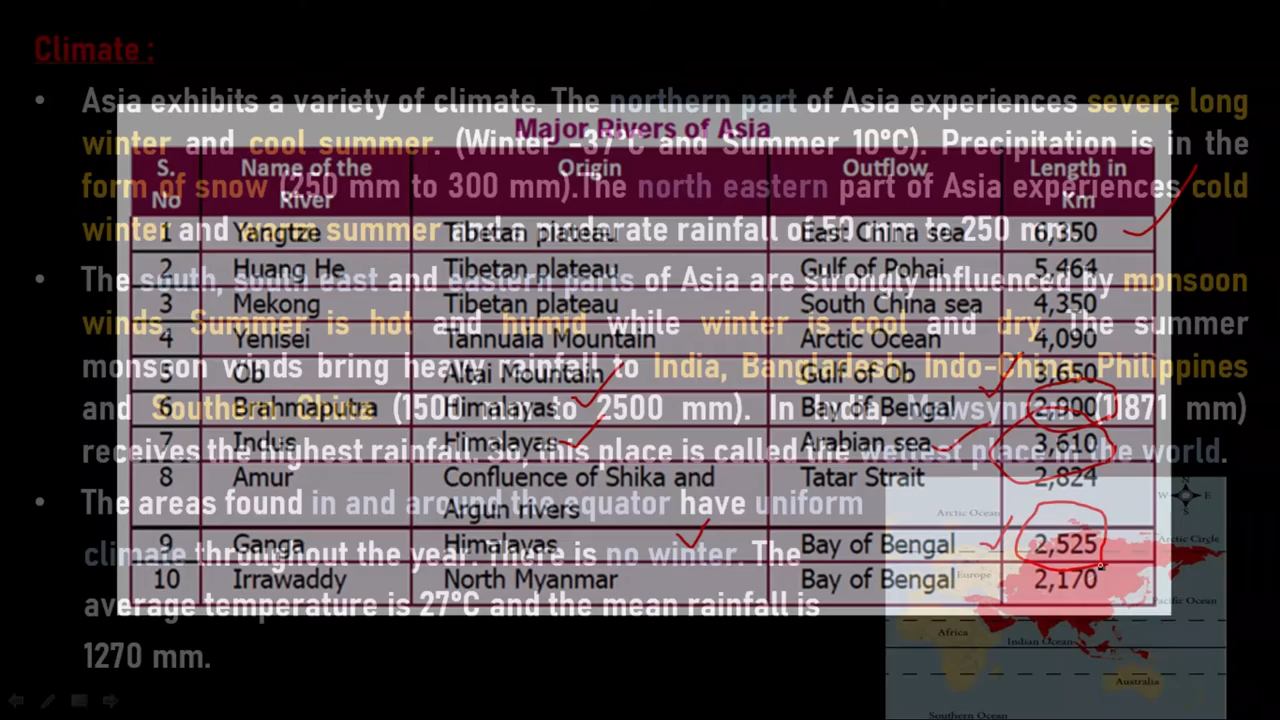 Climate :
• Asia exhibits a variety of climate. The northern part of Asia experiences severe long
winter and cool summer. (Winter –37°C and Summer 10°C). Precipitation is in the
form of snow (250 mm to 300 mm).The north eastern part of Asia experiences cold
winter and warm summer and a moderate rainfall of to 250 mm.
• The south, south east and eastern parts of Asia are strongly influenced by monsoon
winds. Summer is hot and humid while winter is cool and dry. The summer
monsoon winds bring heavy rainfall to India, Bangladesh, Indo-China, Philippines
and Southern China (1500 mm to 2500 mm). In India, Mawsynram (11871 mm)
receives the highest rainfall. So, this place is called the wettest place in the world.
• The areas found in and around the equator have uniform
climate throughout the year. There is no winter. The
average temperature is 27°C and the mean rainfall is
1270 mm.
Major Rivers of Asia
S. No Name of the River Origin Outflow Length in Km
1 Yangtze Tibetan plateau East China sea 6,350
2 Huang He Tibetan plateau Gulf of Pohai 5,464
3 Mekong Tibetan plateau South China sea 4,350
4 Yenisei Tannuala Mountain Arctic Ocean 4,090
5 Ob Altai Mountain Gulf of Ob 3,650
6 Brahmaputra Himalayas Bay of Bengal 2,900
7 Indus Himalayas Arabian sea 3,610
8 Amur Confluence of Shika and Tatar Strait 2,824
Argun rivers
9 Ganga Himalayas Bay of Bengal 2,525
10 Irrawaddy North Myanmar Bay of Bengal 2,170
N
W E
S
Arctic Ocean
Arctic Circle
Europe
Pacific Ocean
Africa
Indian Ocean
Australia
Southern Ocean